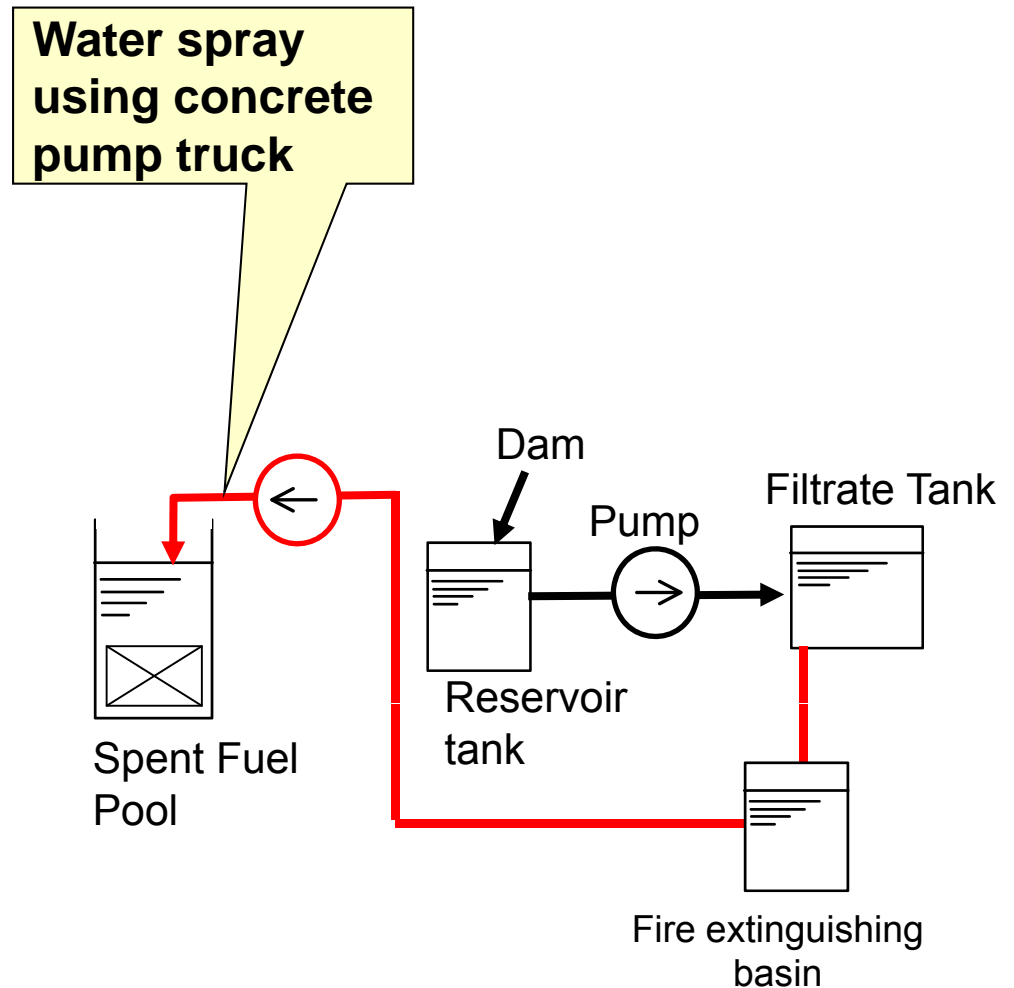 Water spray
using concrete
pump truck
Dam
Pump
Filtrate Tank
Reservoir
tank
Spent Fuel
Pool
Fire extinguishing
basin